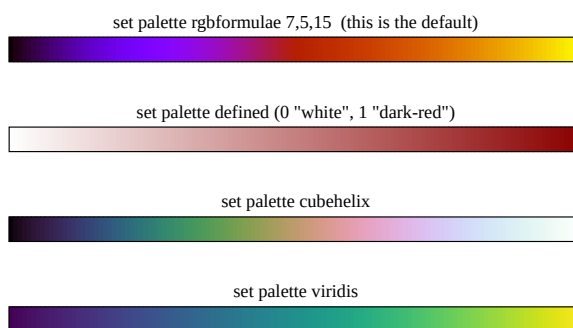 set palette rgbformulae 7,5,15  (this is the default)
set palette defined (0 "white", 1 "dark-red")
set palette cubehelix
set palette viridis